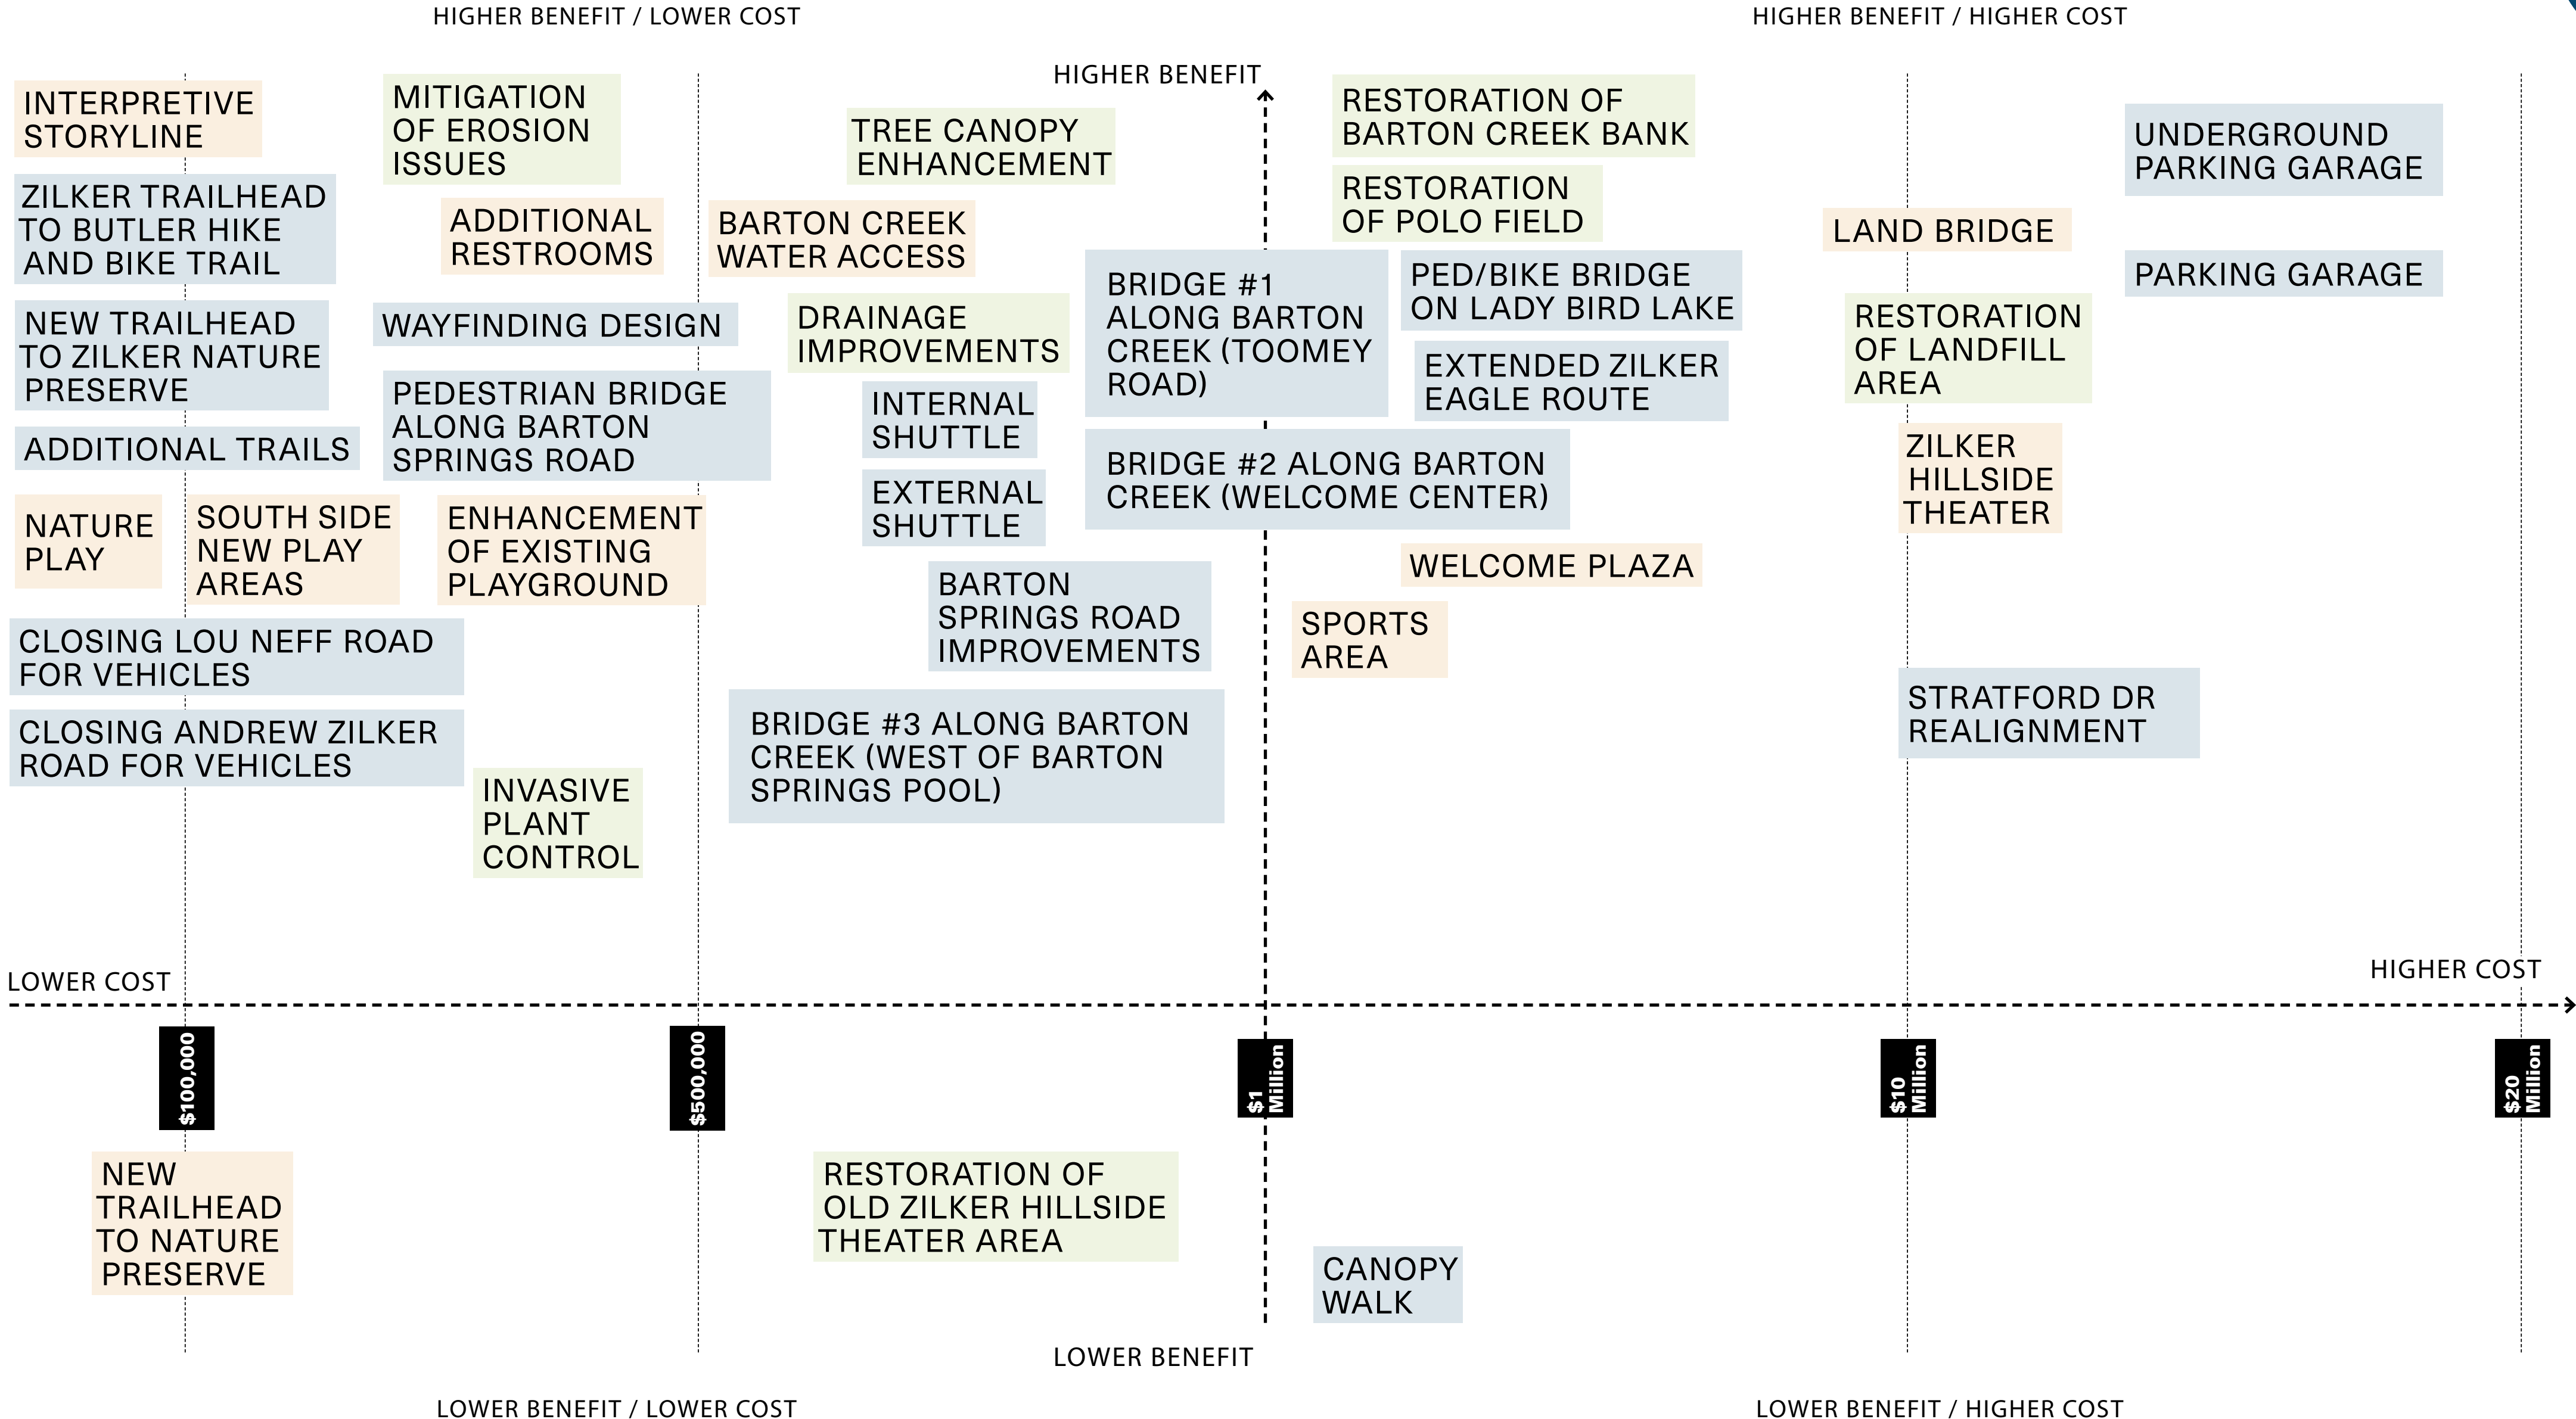 HIGHER BENEFIT / LOWER COST
HIGHER BENEFIT / HIGHER COST
HIGHER BENEFIT
INTERPRETIVE
STORYLINE
ZILKER TRAILHEAD
TO BUTLER HIKE
AND BIKE TRAIL
NEW TRAILHEAD
TO ZILKER NATURE
PRESERVE
ADDITIONAL TRAILS
NATURE
PLAY
SOUTH SIDE
NEW PLAY
AREAS
CLOSING LOU NEFF ROAD
FOR VEHICLES
CLOSING ANDREW ZILKER
ROAD FOR VEHICLES
MITIGATION
OF EROSION
ISSUES
ADDITIONAL
RESTROOMS
WAYFINDING DESIGN
PEDESTRIAN BRIDGE
ALONG BARTON
SPRINGS ROAD
ENHANCEMENT
OF EXISTING
PLAYGROUND
INVASIVE
PLANT
CONTROL
TREE CANOPY
ENHANCEMENT
BARTON CREEK
WATER ACCESS
DRAINAGE
IMPROVEMENTS
INTERNAL
SHUTTLE
EXTERNAL
SHUTTLE
BARTON
SPRINGS ROAD
IMPROVEMENTS
BRIDGE #3 ALONG BARTON
CREEK (WEST OF BARTON
SPRINGS POOL)
BRIDGE #1
ALONG BARTON
CREEK (TOOMEY
ROAD)
BRIDGE #2 ALONG BARTON
CREEK (WELCOME CENTER)
RESTORATION OF
BARTON CREEK BANK
RESTORATION
OF POLO FIELD
PED/BIKE BRIDGE
ON LADY BIRD LAKE
EXTENDED ZILKER
EAGLE ROUTE
WELCOME PLAZA
SPORTS
AREA
LAND BRIDGE
RESTORATION
OF LANDFILL
AREA
ZILKER
HILLSIDE
THEATER
STRATFORD DR
REALIGNMENT
UNDERGROUND
PARKING GARAGE
PARKING GARAGE
LOWER COST
HIGHER COST
$100,000
$500,000
$1
Million
$10
Million
$20
Million
NEW
TRAILHEAD
TO NATURE
PRESERVE
RESTORATION OF
OLD ZILKER HILLSIDE
THEATER AREA
CANOPY
WALK
LOWER BENEFIT
LOWER BENEFIT / LOWER COST
LOWER BENEFIT / HIGHER COST